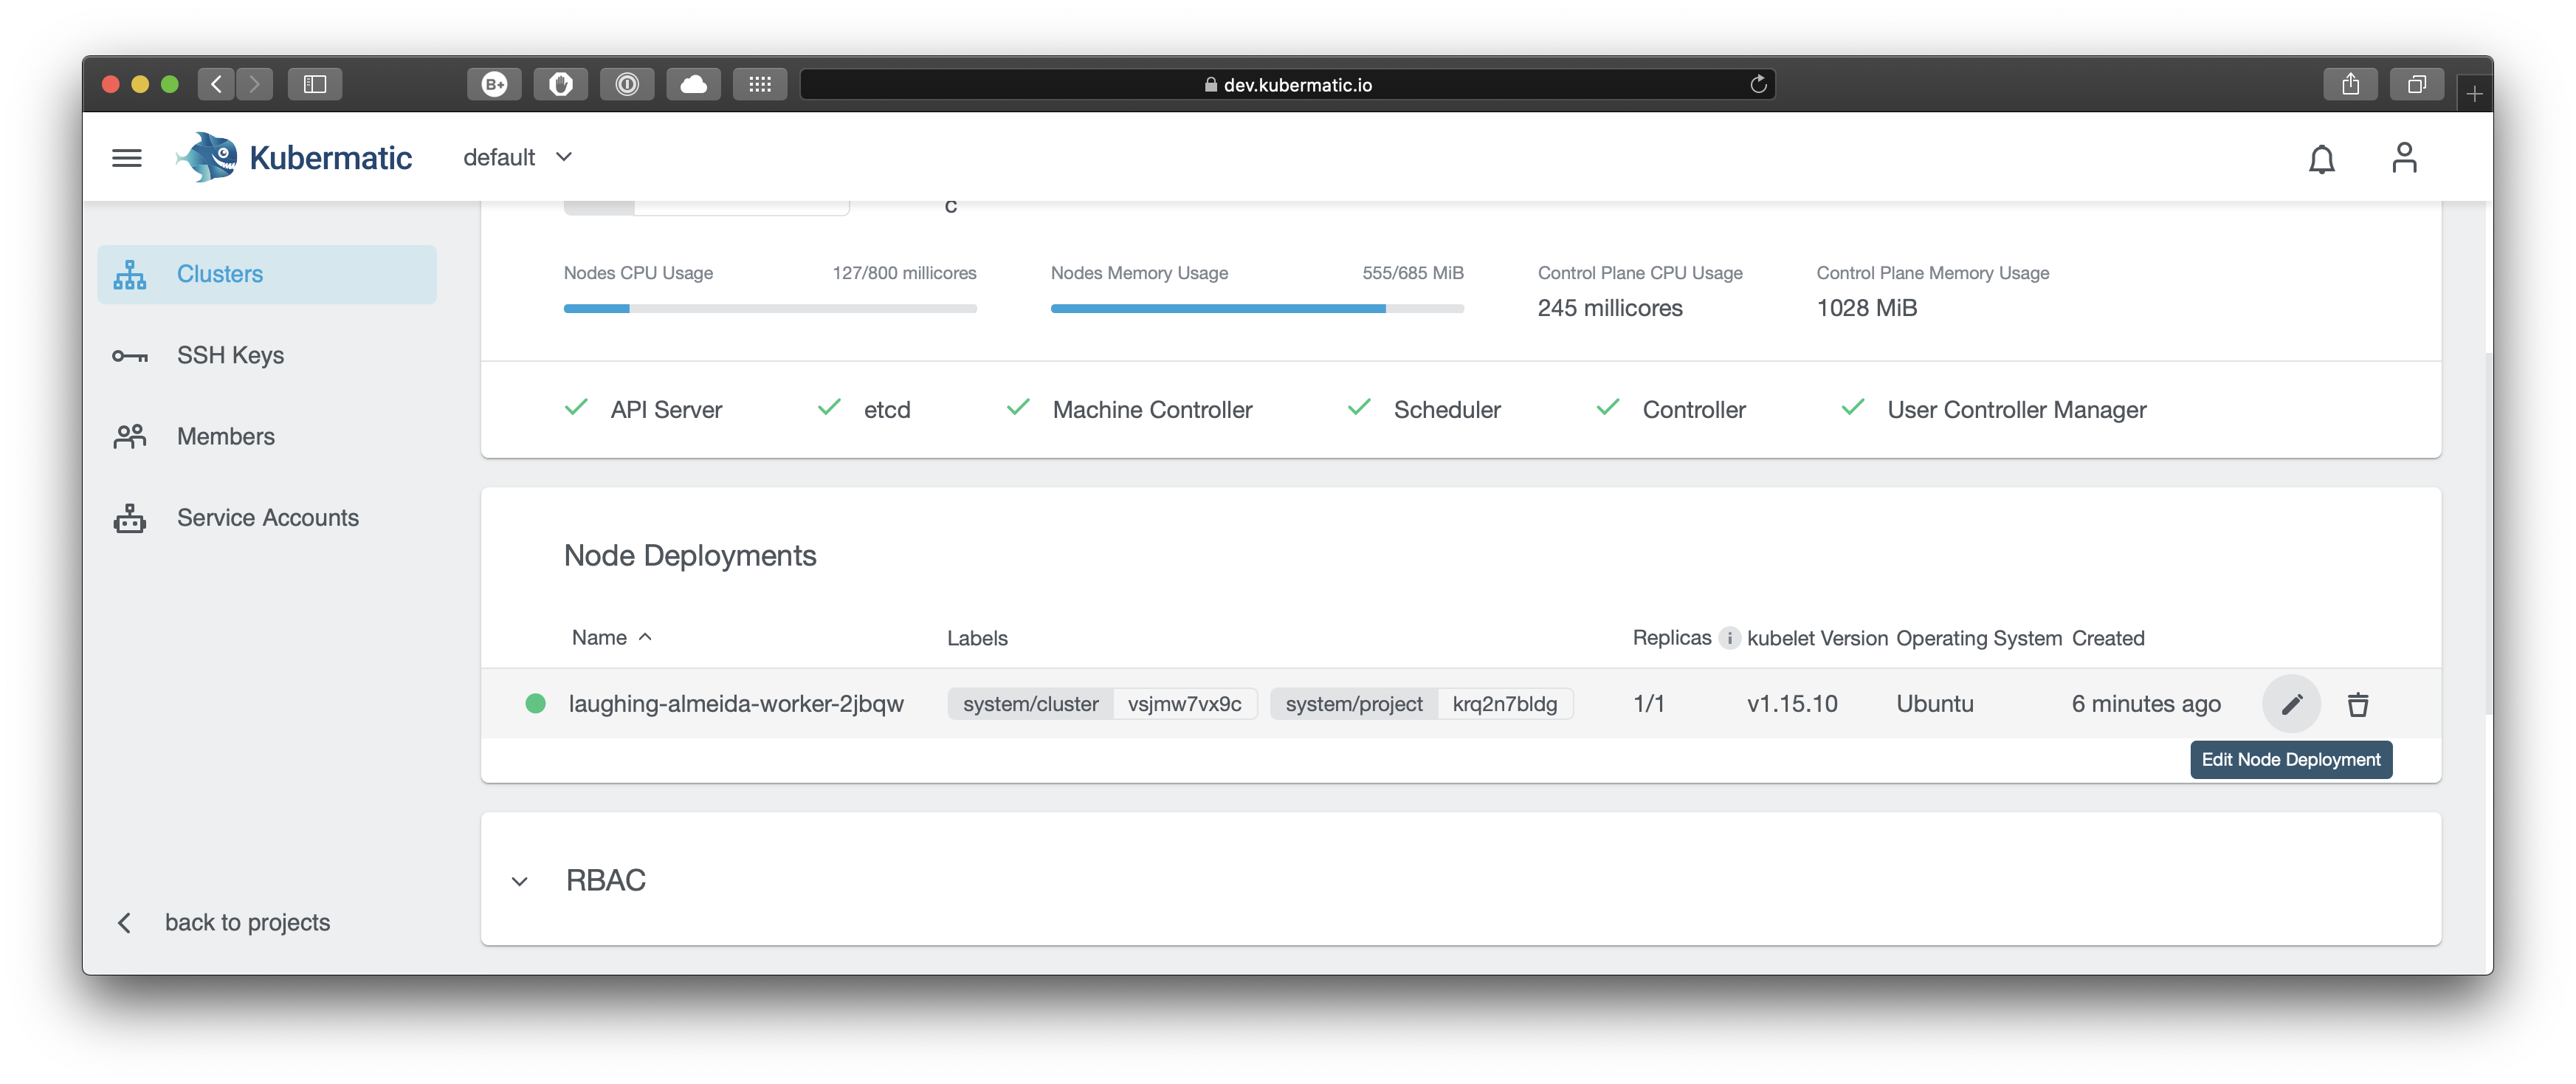 B+
dev.kubermatic.io
Kubermatic
default
c
Clusters
SSH Keys
Members
Service Accounts
back to projects
Nodes CPU Usage 127/800 millicores
Nodes Memory Usage 555/685 MiB
Control Plane CPU Usage
245 millicores
Control Plane Memory Usage
1028 MiB
API Server etcd Machine Controller Scheduler Controller User Controller Manager
Node Deployments
Name Labels Replicas i kubelet Version Operating System Created
laughing-almeida-worker-2jbqw system/cluster vsjmw7vx9c system/project krq2n7bldg 1/1 v1.15.10 Ubuntu 6 minutes ago
Edit Node Deployment
RBAC